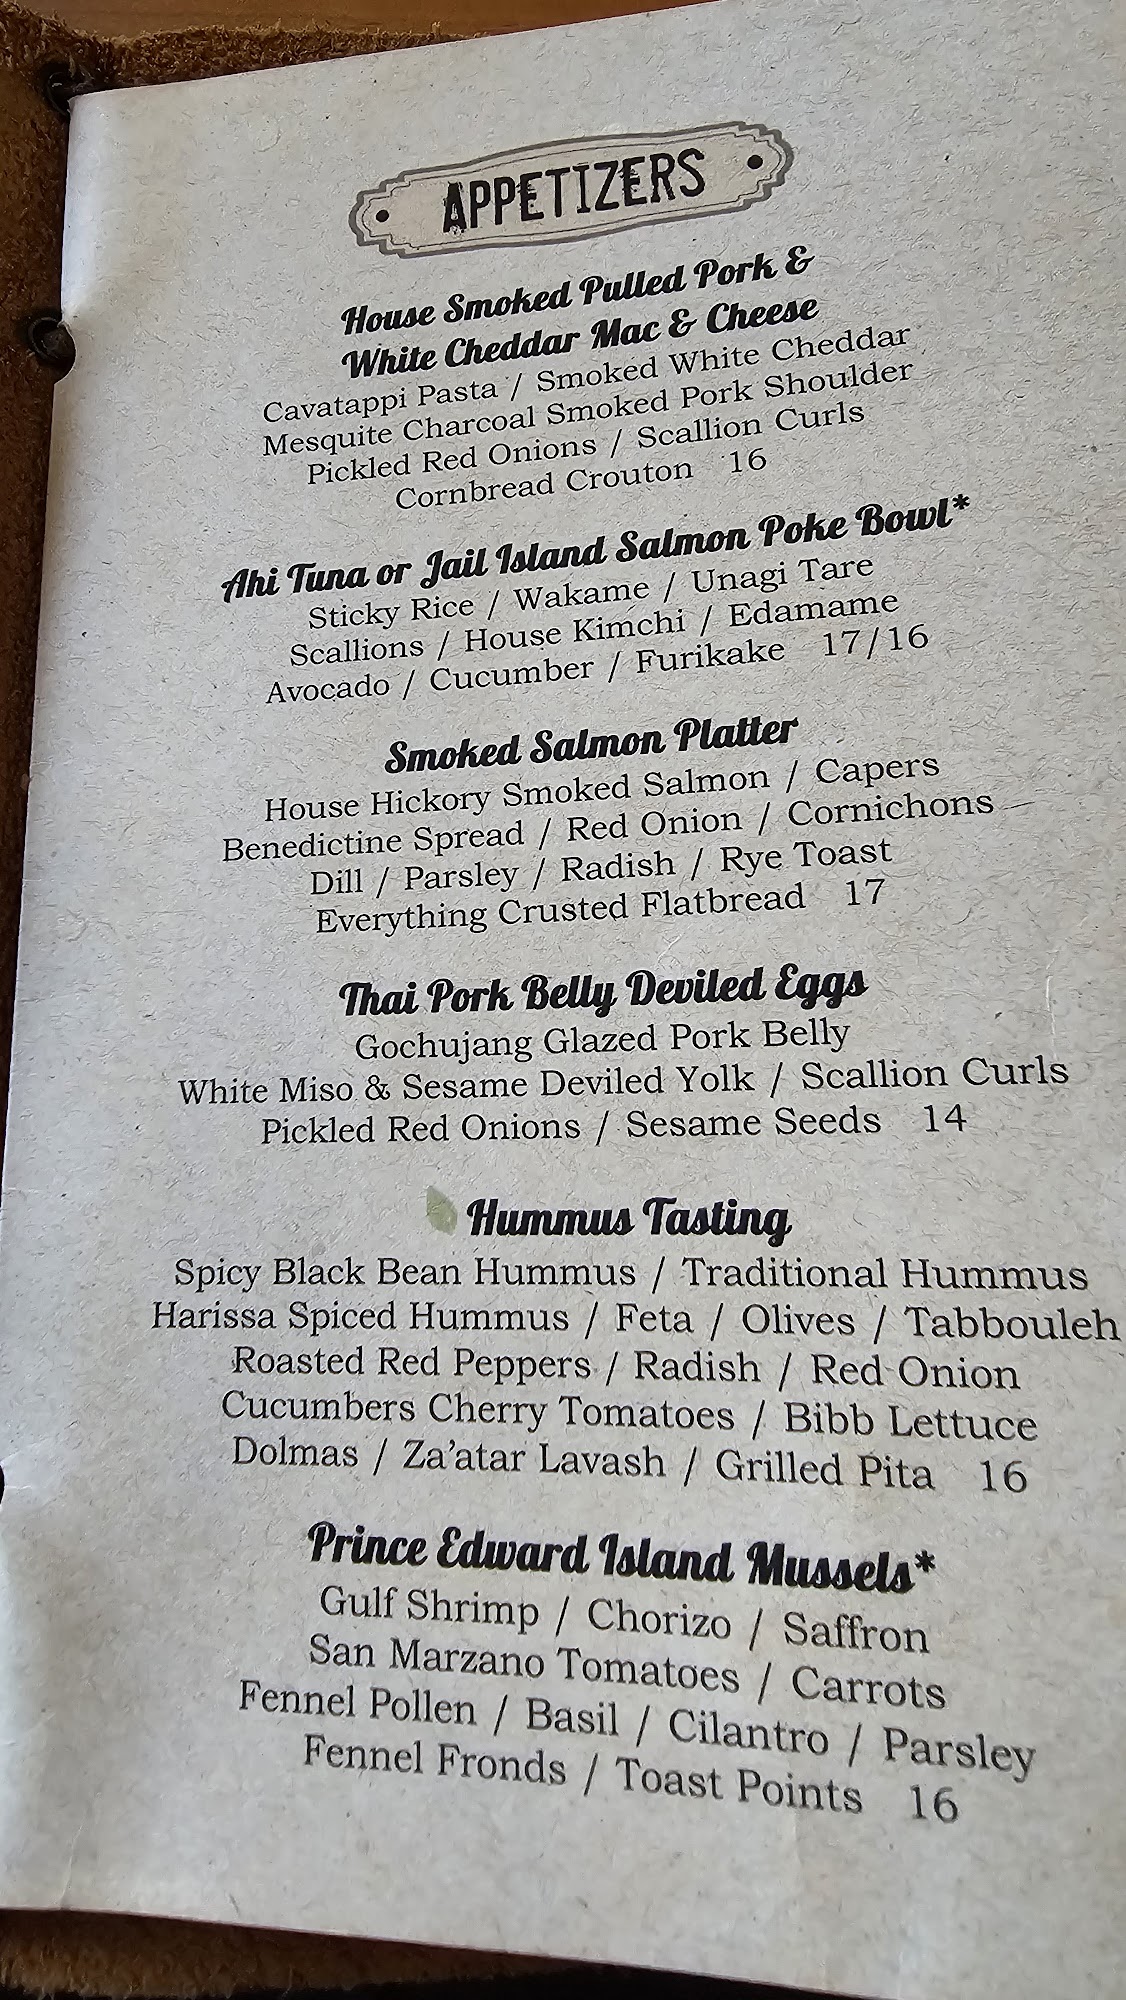 APPETIZERS
House Smoked Pulled Pork &
White Cheddar Mac & Cheese
Cavatappi Pasta / Smoked White Cheddar
Mesquite Charcoal Smoked Pork Shoulder
Pickled Red Onions / Scallion Curls
Cornbread Crouton 16
Ahi Tuna or Jail Island Salmon Poke Bowl*
Sticky Rice / Wakame / Unagi Tare
Scallions / House Kimchi / Edamame
Avocado / Cucumber / Furikake 17/16
Smoked Salmon Platter
House Hickory Smoked Salmon / Capers
Benedictine Spread / Red Onion / Cornichons
Dill / Parsley / Radish / Rye Toast
Everything Crusted Flatbread 17
Thai Pork Belly Deviled Eggs
Gochujang Glazed Pork Belly
White Miso & Sesame Deviled Yolk / Scallion Curls
Pickled Red Onions / Sesame Seeds 14
Hummus Tasting
Spicy Black Bean Hummus / Traditional Hummus
Harissa Spiced Hummus / Feta / Olives / Tabbouleh
Roasted Red Peppers / Radish / Red Onion
Cucumbers Cherry Tomatoes / Bibb Lettuce
Dolmas / Za'atar Lavash / Grilled Pita 16
Prince Edward Island Mussels*
Gulf Shrimp / Chorizo / Saffron
San Marzano Tomatoes / Carrots
Fennel Pollen / Basil / Cilantro / Parsley
Fennel Fronds / Toast Points 16